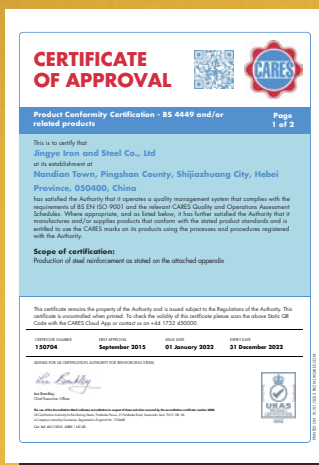 CERTIFICATE
OF APPROVAL
CARES
Product Conformity Certification - BS 4449 and/or
related products
Page
1 of 2
This is to certify that
Jingye Iron and Steel Co., Ltd
at its establishment at
Nandian Town, Pingshan County, Shijiazhuang City, Hebei
Province, 050400, China
has satisfied the Authority that it operates a quality management system that complies with the
requirements of BS EN ISO 9001 and the relevant CARES Quality and Operations Assessment
Schedules. Where appropriate, and as listed below, it has further satisfied the Authority that it
manufactures and/or supplies products that conform with the stated product standards and is
entitled to use the CARES mark on its products using the processes and procedures registered
with the Authority.
Scope of certification:
Production of steel reinforcement as stated on the attached appendix
This certificate remains the property of the Authority and is issued subject to the Regulations of the Authority. This
certificate is uncontrolled when printed. To check the validity of this certificate please scan the above Static QR
Code with the CARES Cloud App or contact us on +44 1732 450000.
CERTIFICATE NUMBER
FIRST APPROVAL
ISSUE DATE
EXPIRY DATE
150704
September 2015
01 January 2022
31 December 2022
SIGNED FOR UK CERTIFICATION AUTHORITY FOR REINFORCING STEELS
Lee Brankley
Chief Executive Officer
UKAS